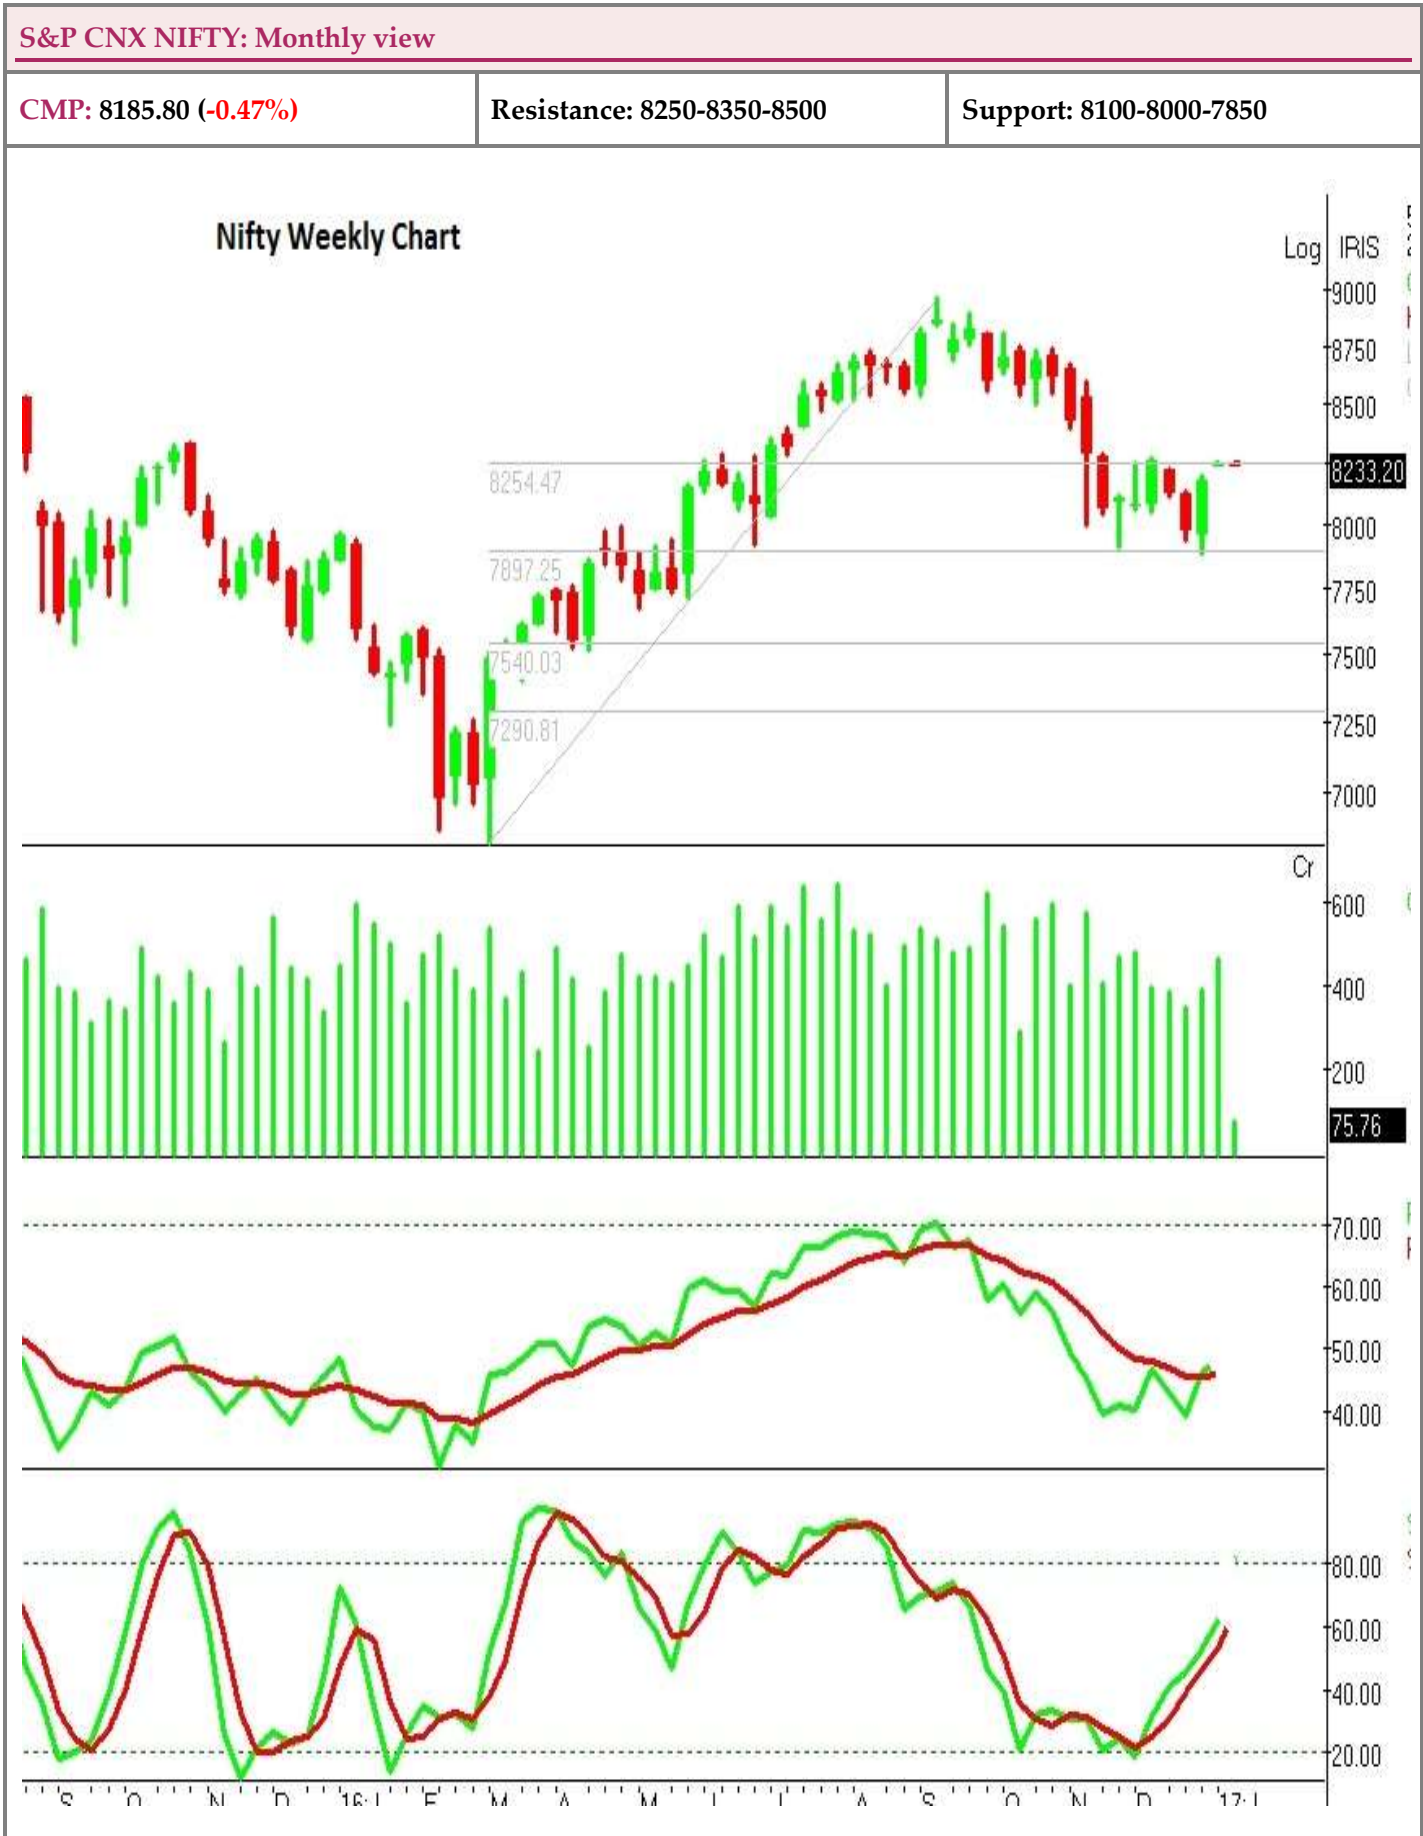 S&P CNX NIFTY: Monthly view
CMP: 8185.80 (-0.47%)
Resistance: 8250-8350-8500
Support: 8100-8000-7850
Nifty Weekly Chart
Log
IRIS
9000
8750
8500
8254.47
8233.20
8000
7897.25
7750
7540.03
7500
7290.81
7250
7000
Cr
600
400
200
75.76
70.00
60.00
50.00
40.00
80.00
60.00
40.00
20.00
S O N D 16: J F M A M J J A S O N D 17: J